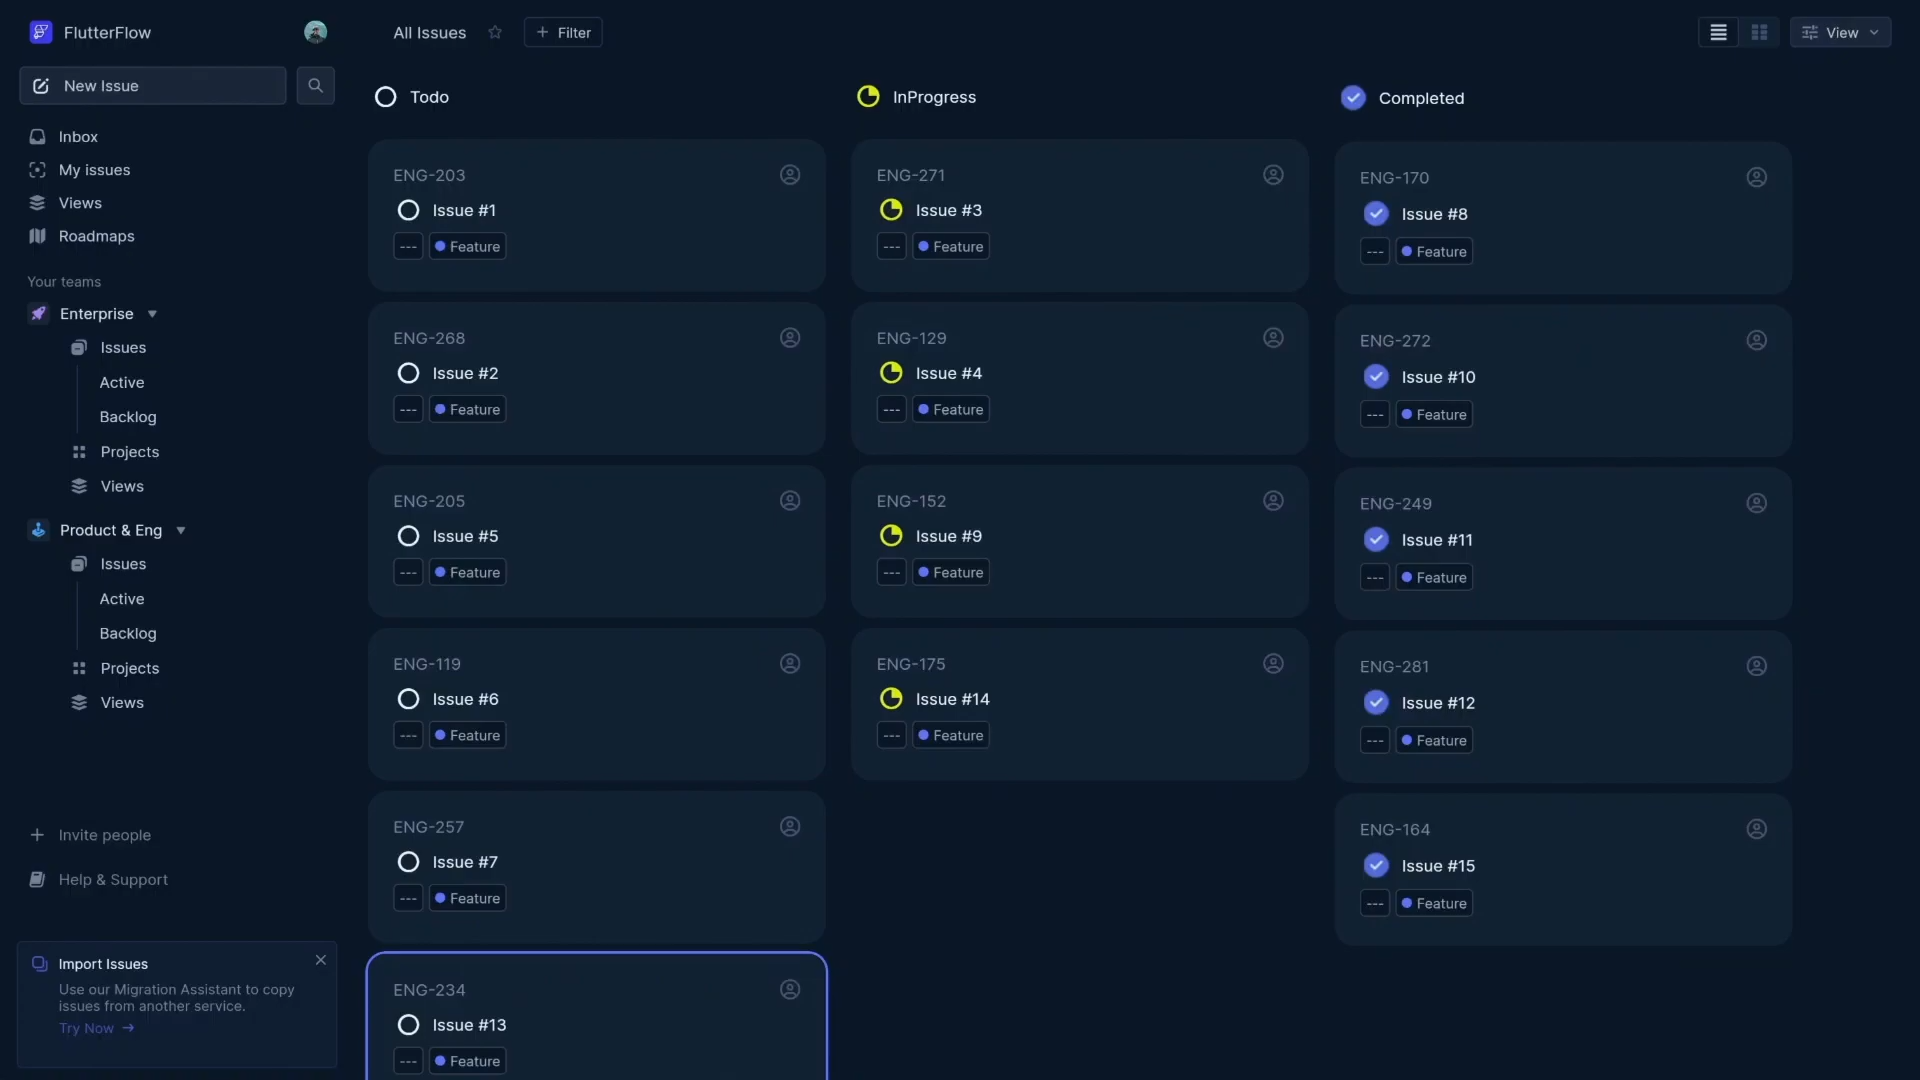 FlutterFlow
New Issue
Inbox
My issues
Views
Roadmaps
Your teams
Enterprise
Issues
Active
Backlog
Projects
Views
Product & Eng
Issues
Active
Backlog
Projects
Views
Invite people
Help & Support
Import Issues
Use our Migration Assistant to copy
issues from another service.
Try Now →
All Issues
+ Filter
View
Todo
ENG-203
Issue #1
--- Feature
ENG-268
Issue #2
--- Feature
ENG-205
Issue #5
--- Feature
ENG-119
Issue #6
--- Feature
ENG-257
Issue #7
--- Feature
ENG-234
Issue #13
--- Feature
InProgress
ENG-271
Issue #3
--- Feature
ENG-129
Issue #4
--- Feature
ENG-152
Issue #9
--- Feature
ENG-175
Issue #14
--- Feature
Completed
ENG-170
Issue #8
--- Feature
ENG-272
Issue #10
--- Feature
ENG-249
Issue #11
--- Feature
ENG-281
Issue #12
--- Feature
ENG-164
Issue #15
--- Feature